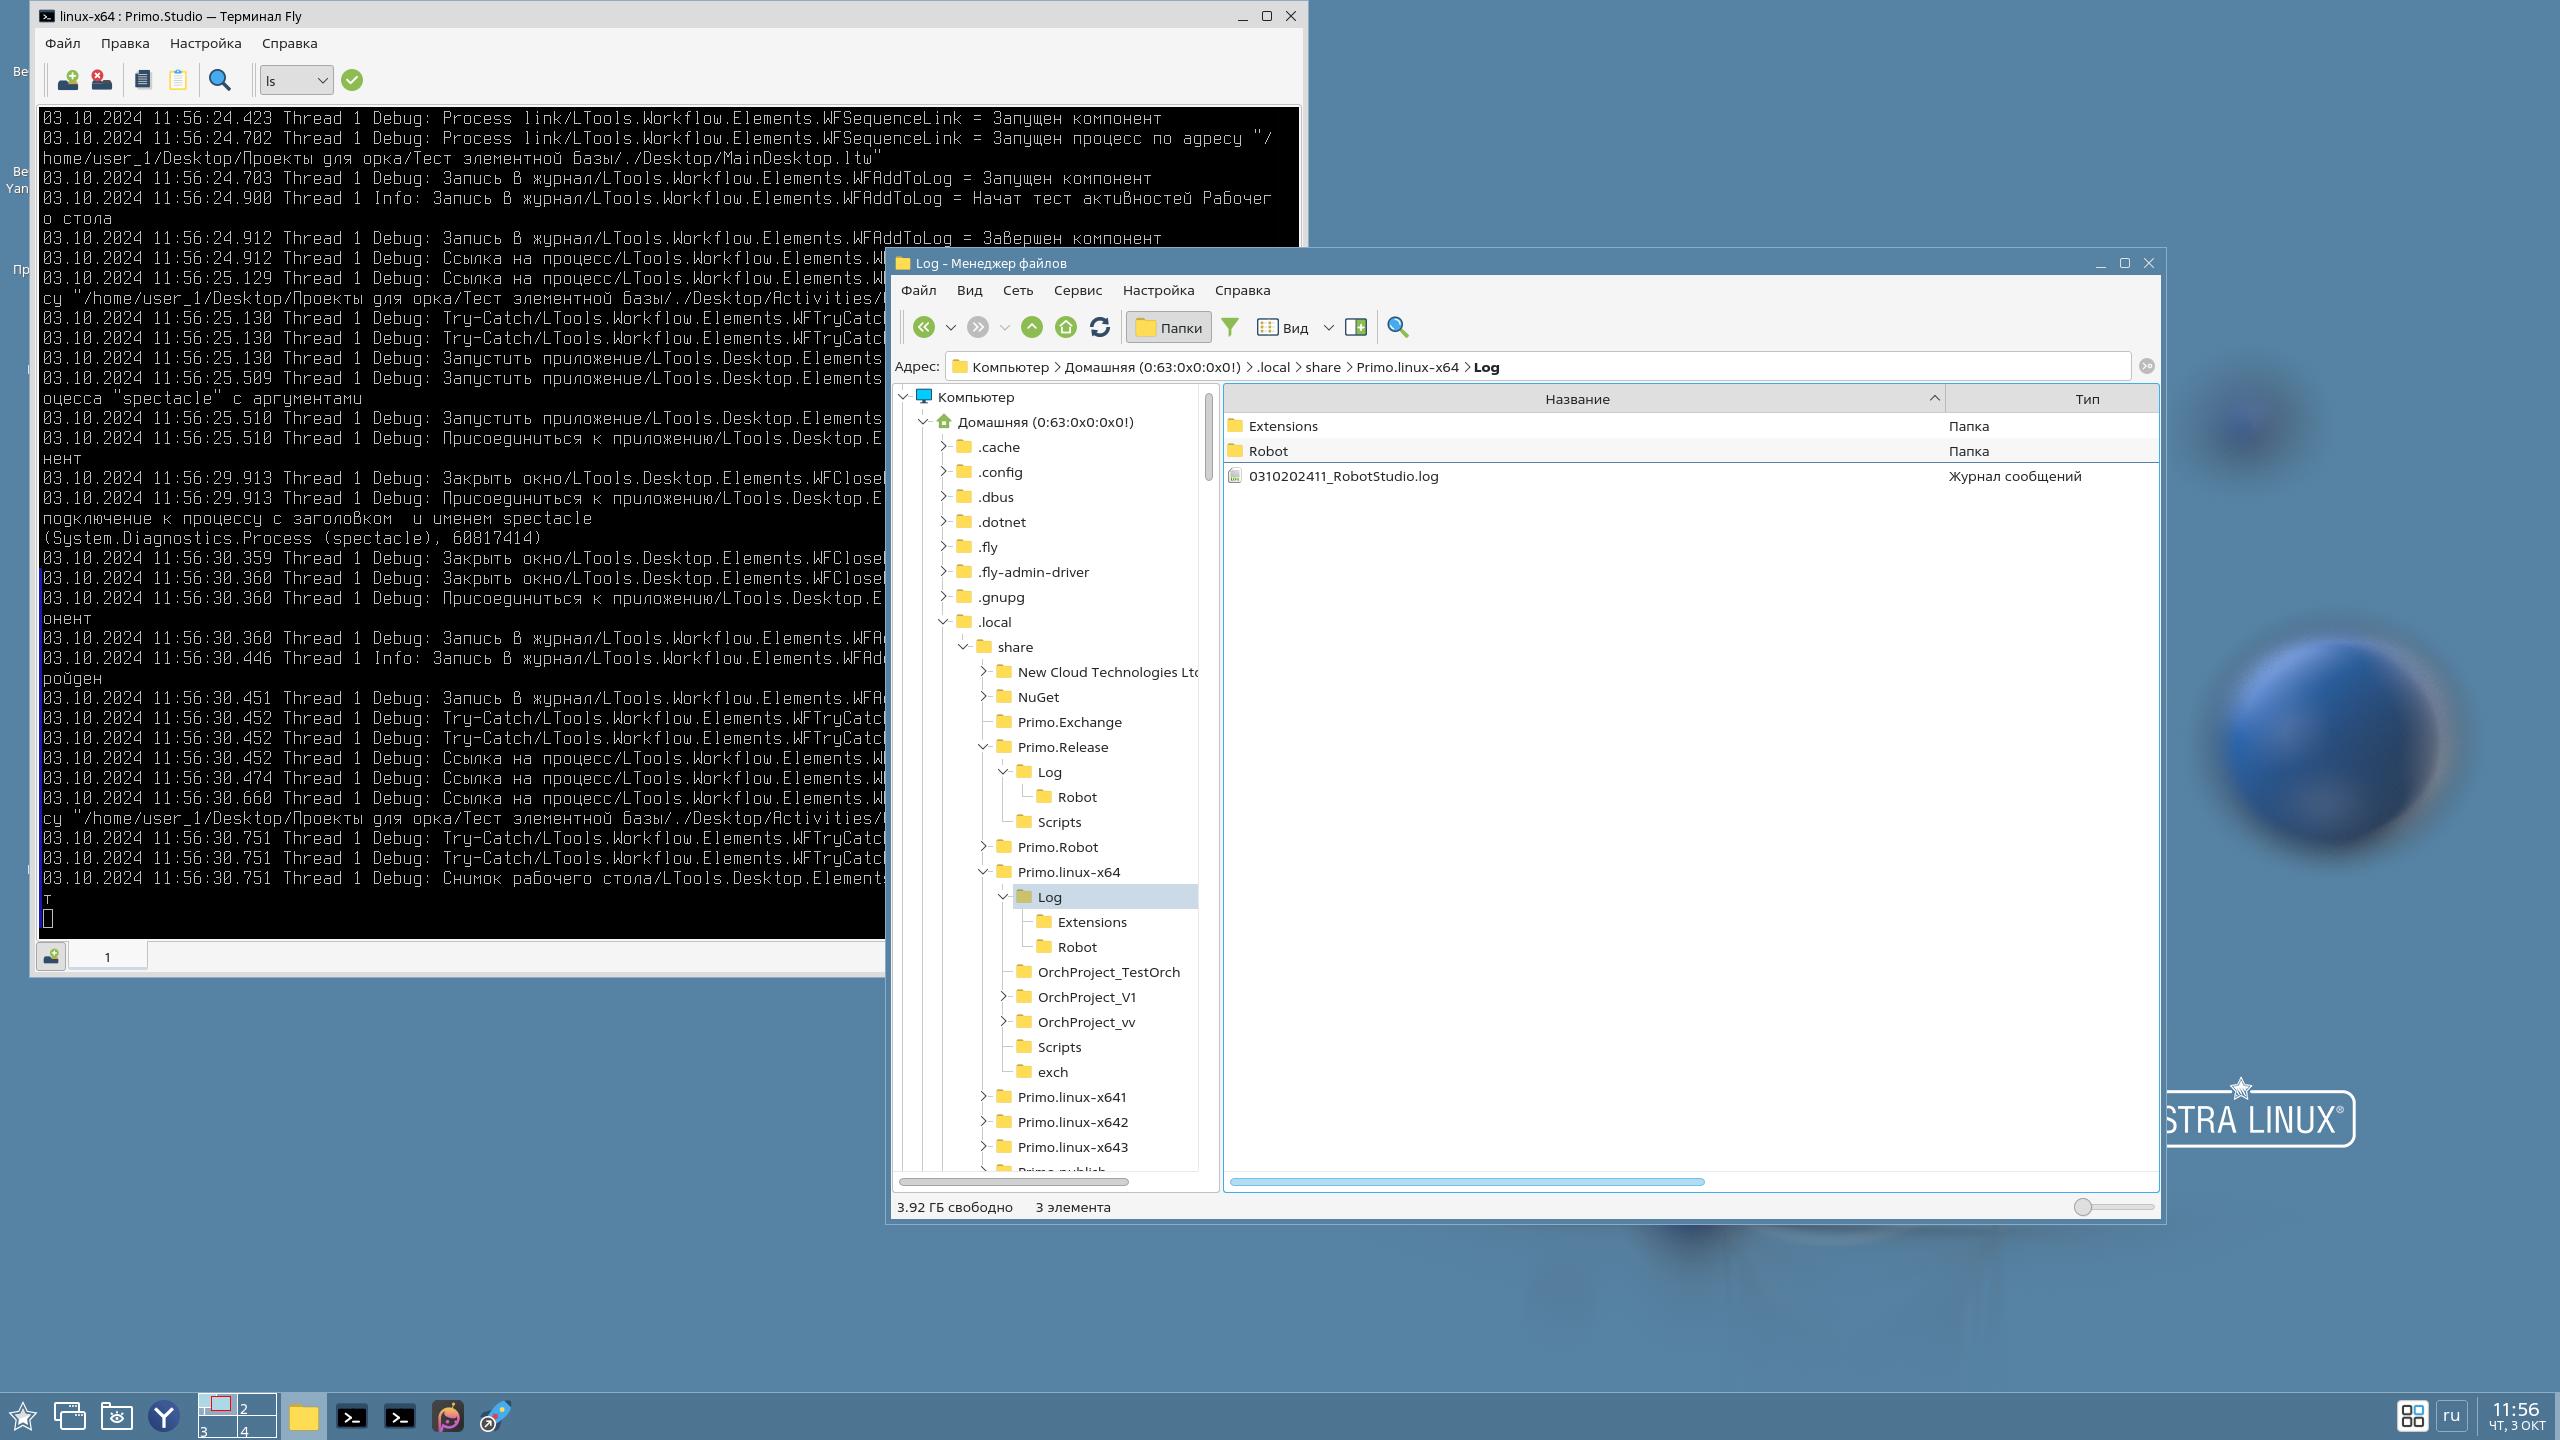 linux-x64 : Primo.Studio — Терминал Fly
Файл Правка Настройка Справка
ls
03.10.2024 11:56:24.423 Thread 1 Debug: Process link/LTools.Workflow.Elements.WFSequenceLink = Запущен компонент
03.10.2024 11:56:24.702 Thread 1 Debug: Process link/LTools.Workflow.Elements.WFSequenceLink = Запущен процесс по адресу "/
home/user_1/Desktop/Проекты для орка/Тест элементной базы/./Desktop/MainDesktop.ltw"
03.10.2024 11:56:24.703 Thread 1 Debug: Запись в журнал/LTools.Workflow.Elements.WFAddToLog = Запущен компонент
03.10.2024 11:56:24.900 Thread 1 Info: Запись в журнал/LTools.Workflow.Elements.WFAddToLog = Начат тест активностей Рабочег
о стола
03.10.2024 11:56:24.912 Thread 1 Debug: Запись в журнал/LTools.Workflow.Elements.WFAddToLog = Завершен компонент
03.10.2024 11:56:24.912 Thread 1 Debug: Ссылка на процесс/LTools.Workflow.Elements.W
03.10.2024 11:56:25.129 Thread 1 Debug: Ссылка на процесс/LTools.Workflow.Elements.W
су "/home/user_1/Desktop/Проекты для орка/Тест элементной базы/./Desktop/Activities/
03.10.2024 11:56:25.130 Thread 1 Debug: Try-Catch/LTools.Workflow.Elements.WFTryCatc
03.10.2024 11:56:25.130 Thread 1 Debug: Try-Catch/LTools.Workflow.Elements.WFTryCatc
03.10.2024 11:56:25.130 Thread 1 Debug: Запустить приложение/LTools.Desktop.Elements
03.10.2024 11:56:25.509 Thread 1 Debug: Запустить приложение/LTools.Desktop.Elements
оцесса "spectacle" с аргументами
03.10.2024 11:56:25.510 Thread 1 Debug: Запустить приложение/LTools.Desktop.Elements
03.10.2024 11:56:25.510 Thread 1 Debug: Присоединиться к приложению/LTools.Desktop.E
нент
03.10.2024 11:56:29.913 Thread 1 Debug: Закрыть окно/LTools.Desktop.Elements.WFClose
03.10.2024 11:56:29.913 Thread 1 Debug: Присоединиться к приложению/LTools.Desktop.E
подключение к процессу с заголовком  и именем spectacle
(System.Diagnostics.Process (spectacle), 60817414)
03.10.2024 11:56:30.359 Thread 1 Debug: Закрыть окно/LTools.Desktop.Elements.WFClose
03.10.2024 11:56:30.360 Thread 1 Debug: Закрыть окно/LTools.Desktop.Elements.WFClose
03.10.2024 11:56:30.360 Thread 1 Debug: Присоединиться к приложению/LTools.Desktop.E
онент
03.10.2024 11:56:30.360 Thread 1 Debug: Запись в журнал/LTools.Workflow.Elements.WFA
03.10.2024 11:56:30.446 Thread 1 Info: Запись в журнал/LTools.Workflow.Elements.WFAd
ройден
03.10.2024 11:56:30.451 Thread 1 Debug: Запись в журнал/LTools.Workflow.Elements.WFA
03.10.2024 11:56:30.452 Thread 1 Debug: Try-Catch/LTools.Workflow.Elements.WFTryCatc
03.10.2024 11:56:30.452 Thread 1 Debug: Try-Catch/LTools.Workflow.Elements.WFTryCatc
03.10.2024 11:56:30.452 Thread 1 Debug: Ссылка на процесс/LTools.Workflow.Elements.W
03.10.2024 11:56:30.474 Thread 1 Debug: Ссылка на процесс/LTools.Workflow.Elements.W
03.10.2024 11:56:30.660 Thread 1 Debug: Ссылка на процесс/LTools.Workflow.Elements.W
су "/home/user_1/Desktop/Проекты для орка/Тест элементной базы/./Desktop/Activities/
03.10.2024 11:56:30.751 Thread 1 Debug: Try-Catch/LTools.Workflow.Elements.WFTryCatc
03.10.2024 11:56:30.751 Thread 1 Debug: Try-Catch/LTools.Workflow.Elements.WFTryCatc
03.10.2024 11:56:30.751 Thread 1 Debug: Снимок рабочего стола/LTools.Desktop.Element
т
1
Log - Менеджер файлов
Файл Вид Сеть Сервис Настройка Справка
Папки Вид
Адрес: Компьютер Домашняя (0:63:0x0:0x0!) .local share Primo.linux-x64 Log
Компьютер
Домашняя (0:63:0x0:0x0!)
.cache
.config
.dbus
.dotnet
.fly
.fly-admin-driver
.gnupg
.local
share
New Cloud Technologies Ltd
NuGet
Primo.Exchange
Primo.Release
Log
Robot
Scripts
Primo.Robot
Primo.linux-x64
Log
Extensions
Robot
OrchProject_TestOrch
OrchProject_V1
OrchProject_vv
Scripts
exch
Primo.linux-x641
Primo.linux-x642
Primo.linux-x643
Primo.publish
Название Тип
Extensions Папка
Robot Папка
0310202411_RobotStudio.log Журнал сообщений
3.92 ГБ свободно 3 элемента
Ве
Ве
Yan
Пр
STRA LINUX®
1 2
3 4
ru
11:56
ЧТ, 3 ОКТ